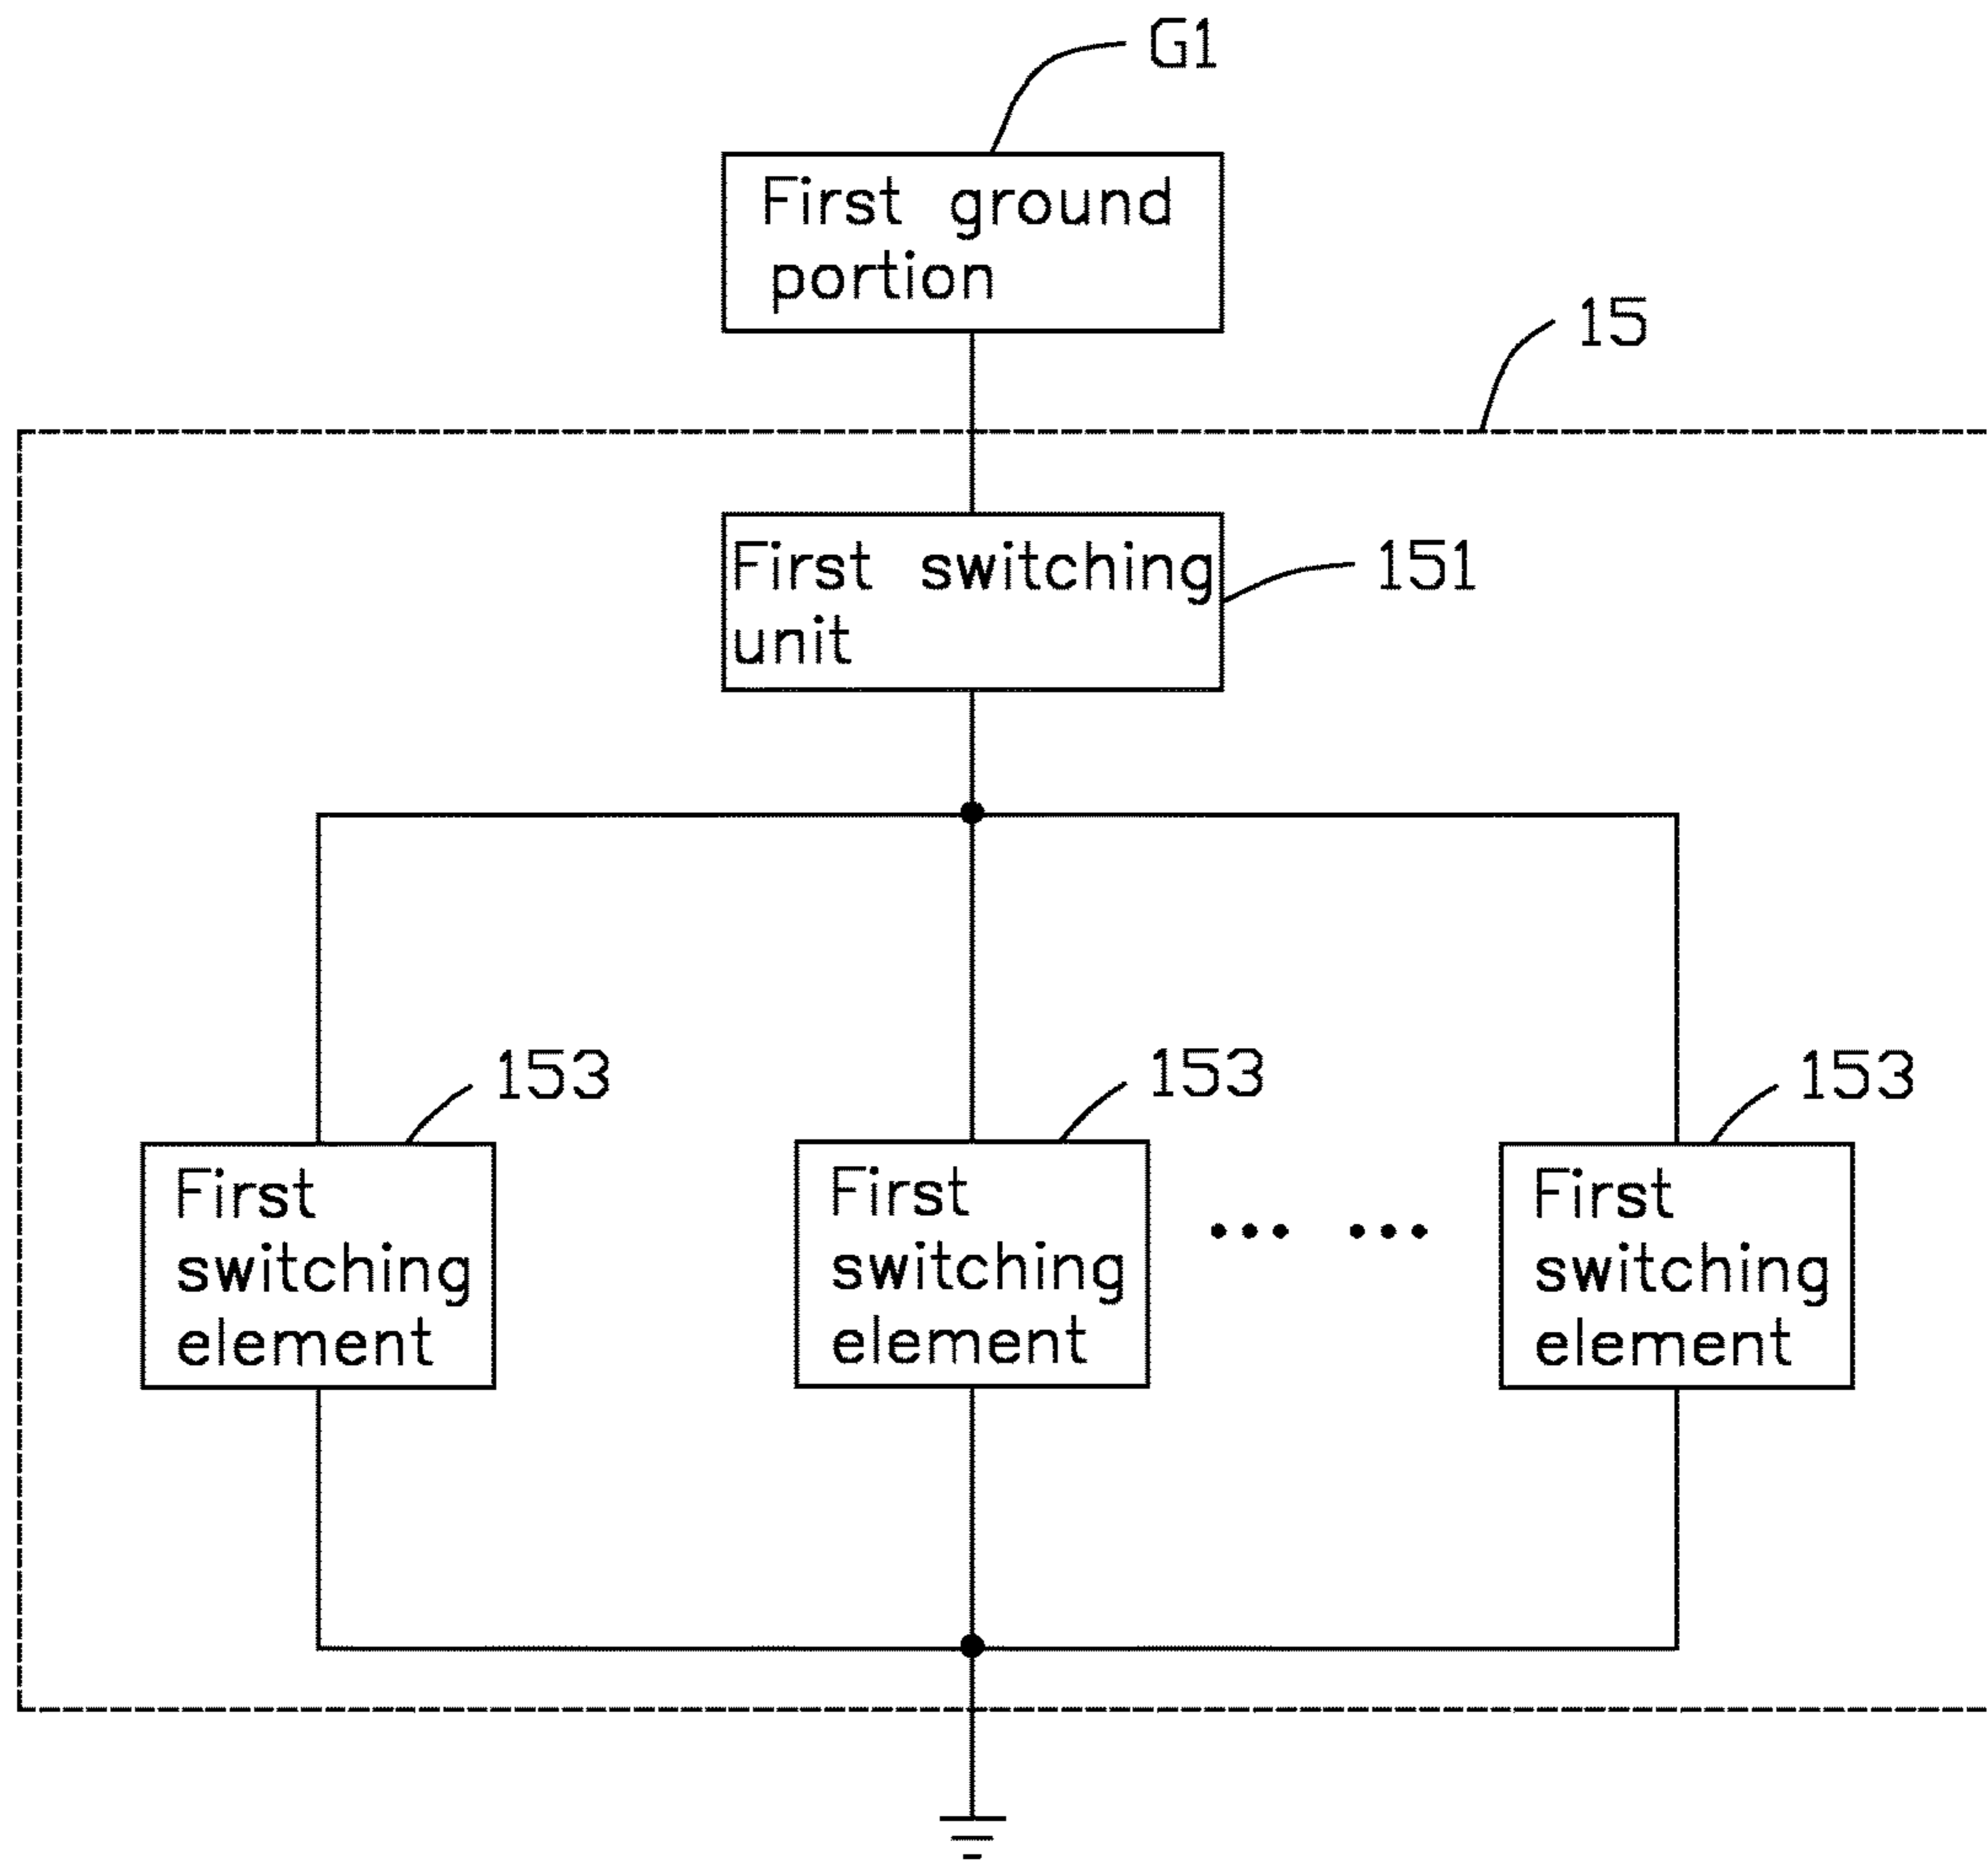 G1
First ground
portion
15
First switching
unit
151
153
153
153
First
switching
element
First
switching
element
... ...
First
switching
element